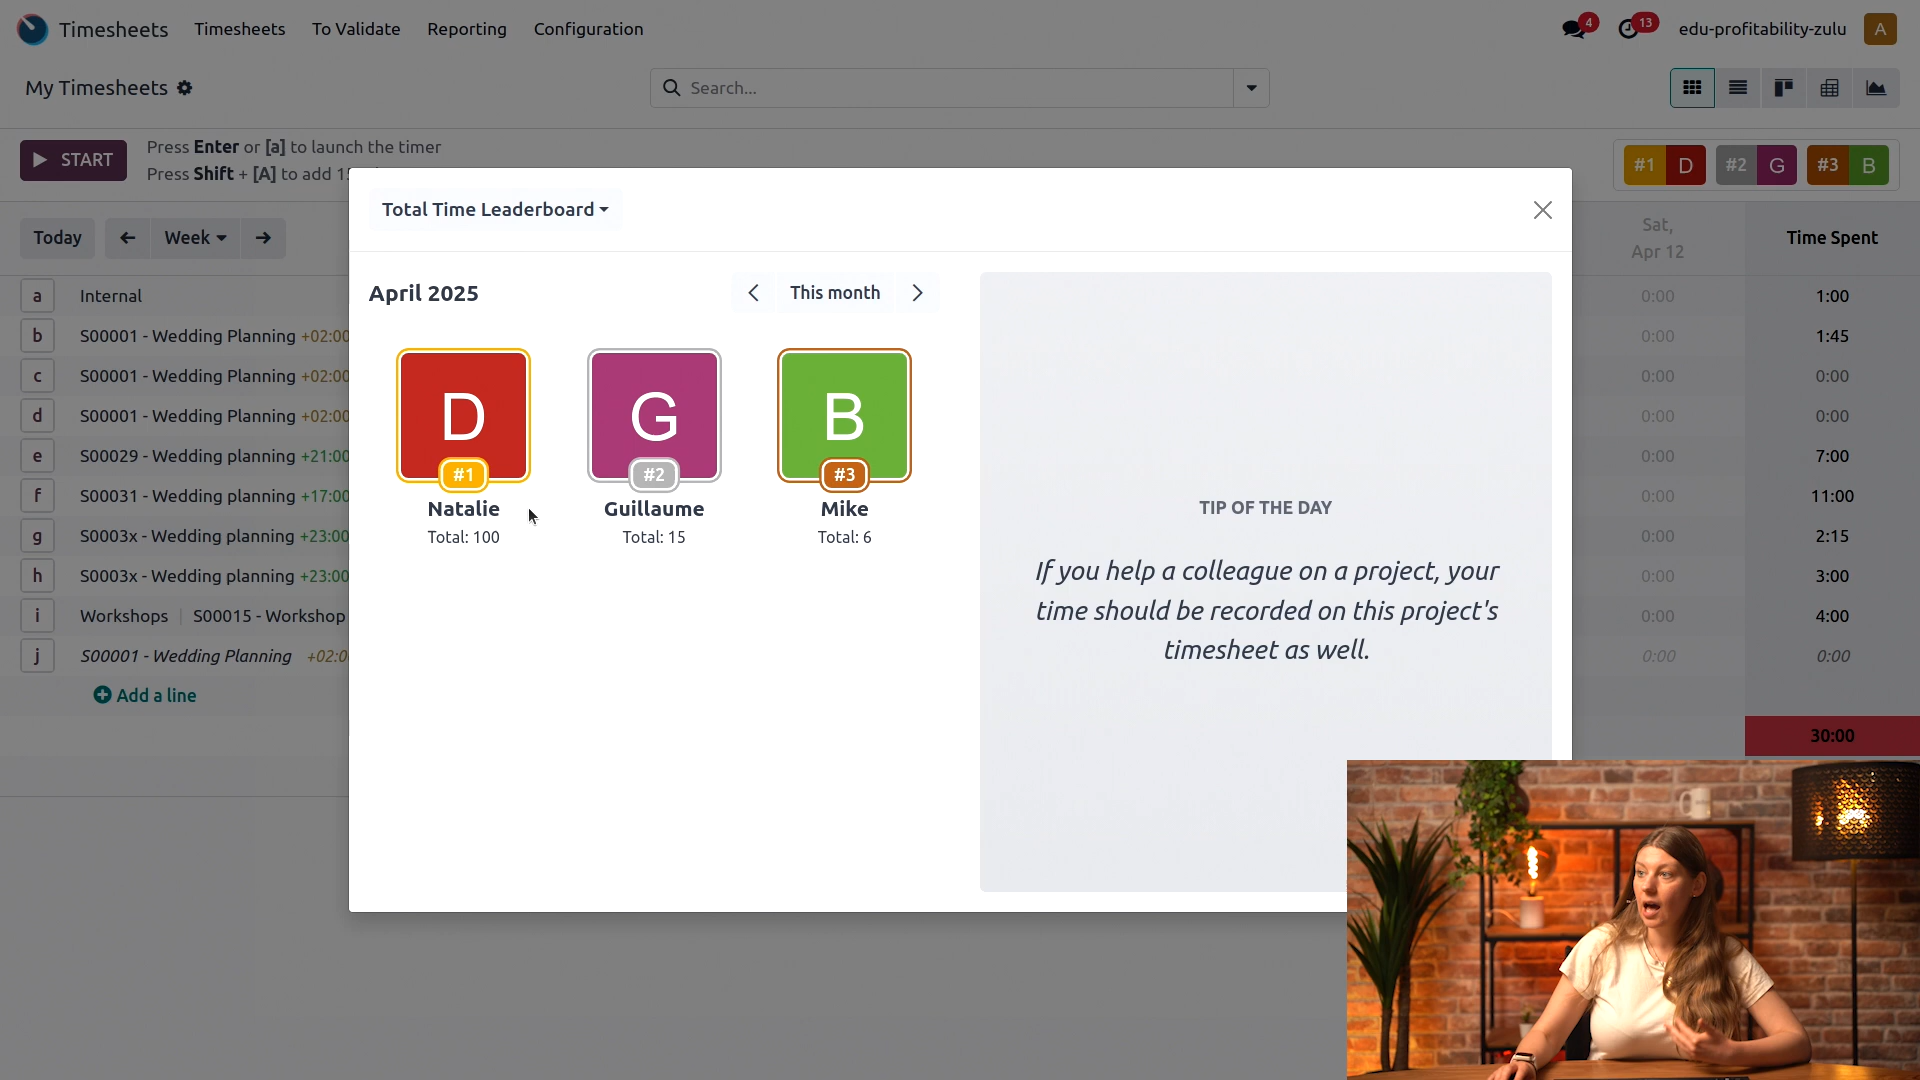 Timesheets
Timesheets
To Validate
Reporting
Configuration
4
13
edu-profitability-zulu
A
My Timesheets
Search...
START
Press Enter or [a] to launch the timer
Press Shift + [A] to add 1
#1 D
#2 G
#3 B
Total Time Leaderboard
Today
Week
Sat,
Apr 12
Time Spent
April 2025
This month
a Internal 0:00 1:00
b S00001 - Wedding Planning +02:00 0:00 1:45
c S00001 - Wedding Planning +02:00 0:00 0:00
d S00001 - Wedding Planning +02:00 0:00 0:00
e S00029 - Wedding planning +21:00 0:00 7:00
f S00031 - Wedding planning +17:00 0:00 11:00
g S0003x - Wedding planning +23:00 0:00 2:15
h S0003x - Wedding planning +23:00 0:00 3:00
i Workshops S00015 - Workshop 0:00 4:00
j S00001 - Wedding Planning +02:0 0:00 0:00
Add a line
30:00
D
#1
Natalie
Total: 100
G
#2
Guillaume
Total: 15
B
#3
Mike
Total: 6
TIP OF THE DAY
If you help a colleague on a project, your
time should be recorded on this project's
timesheet as well.